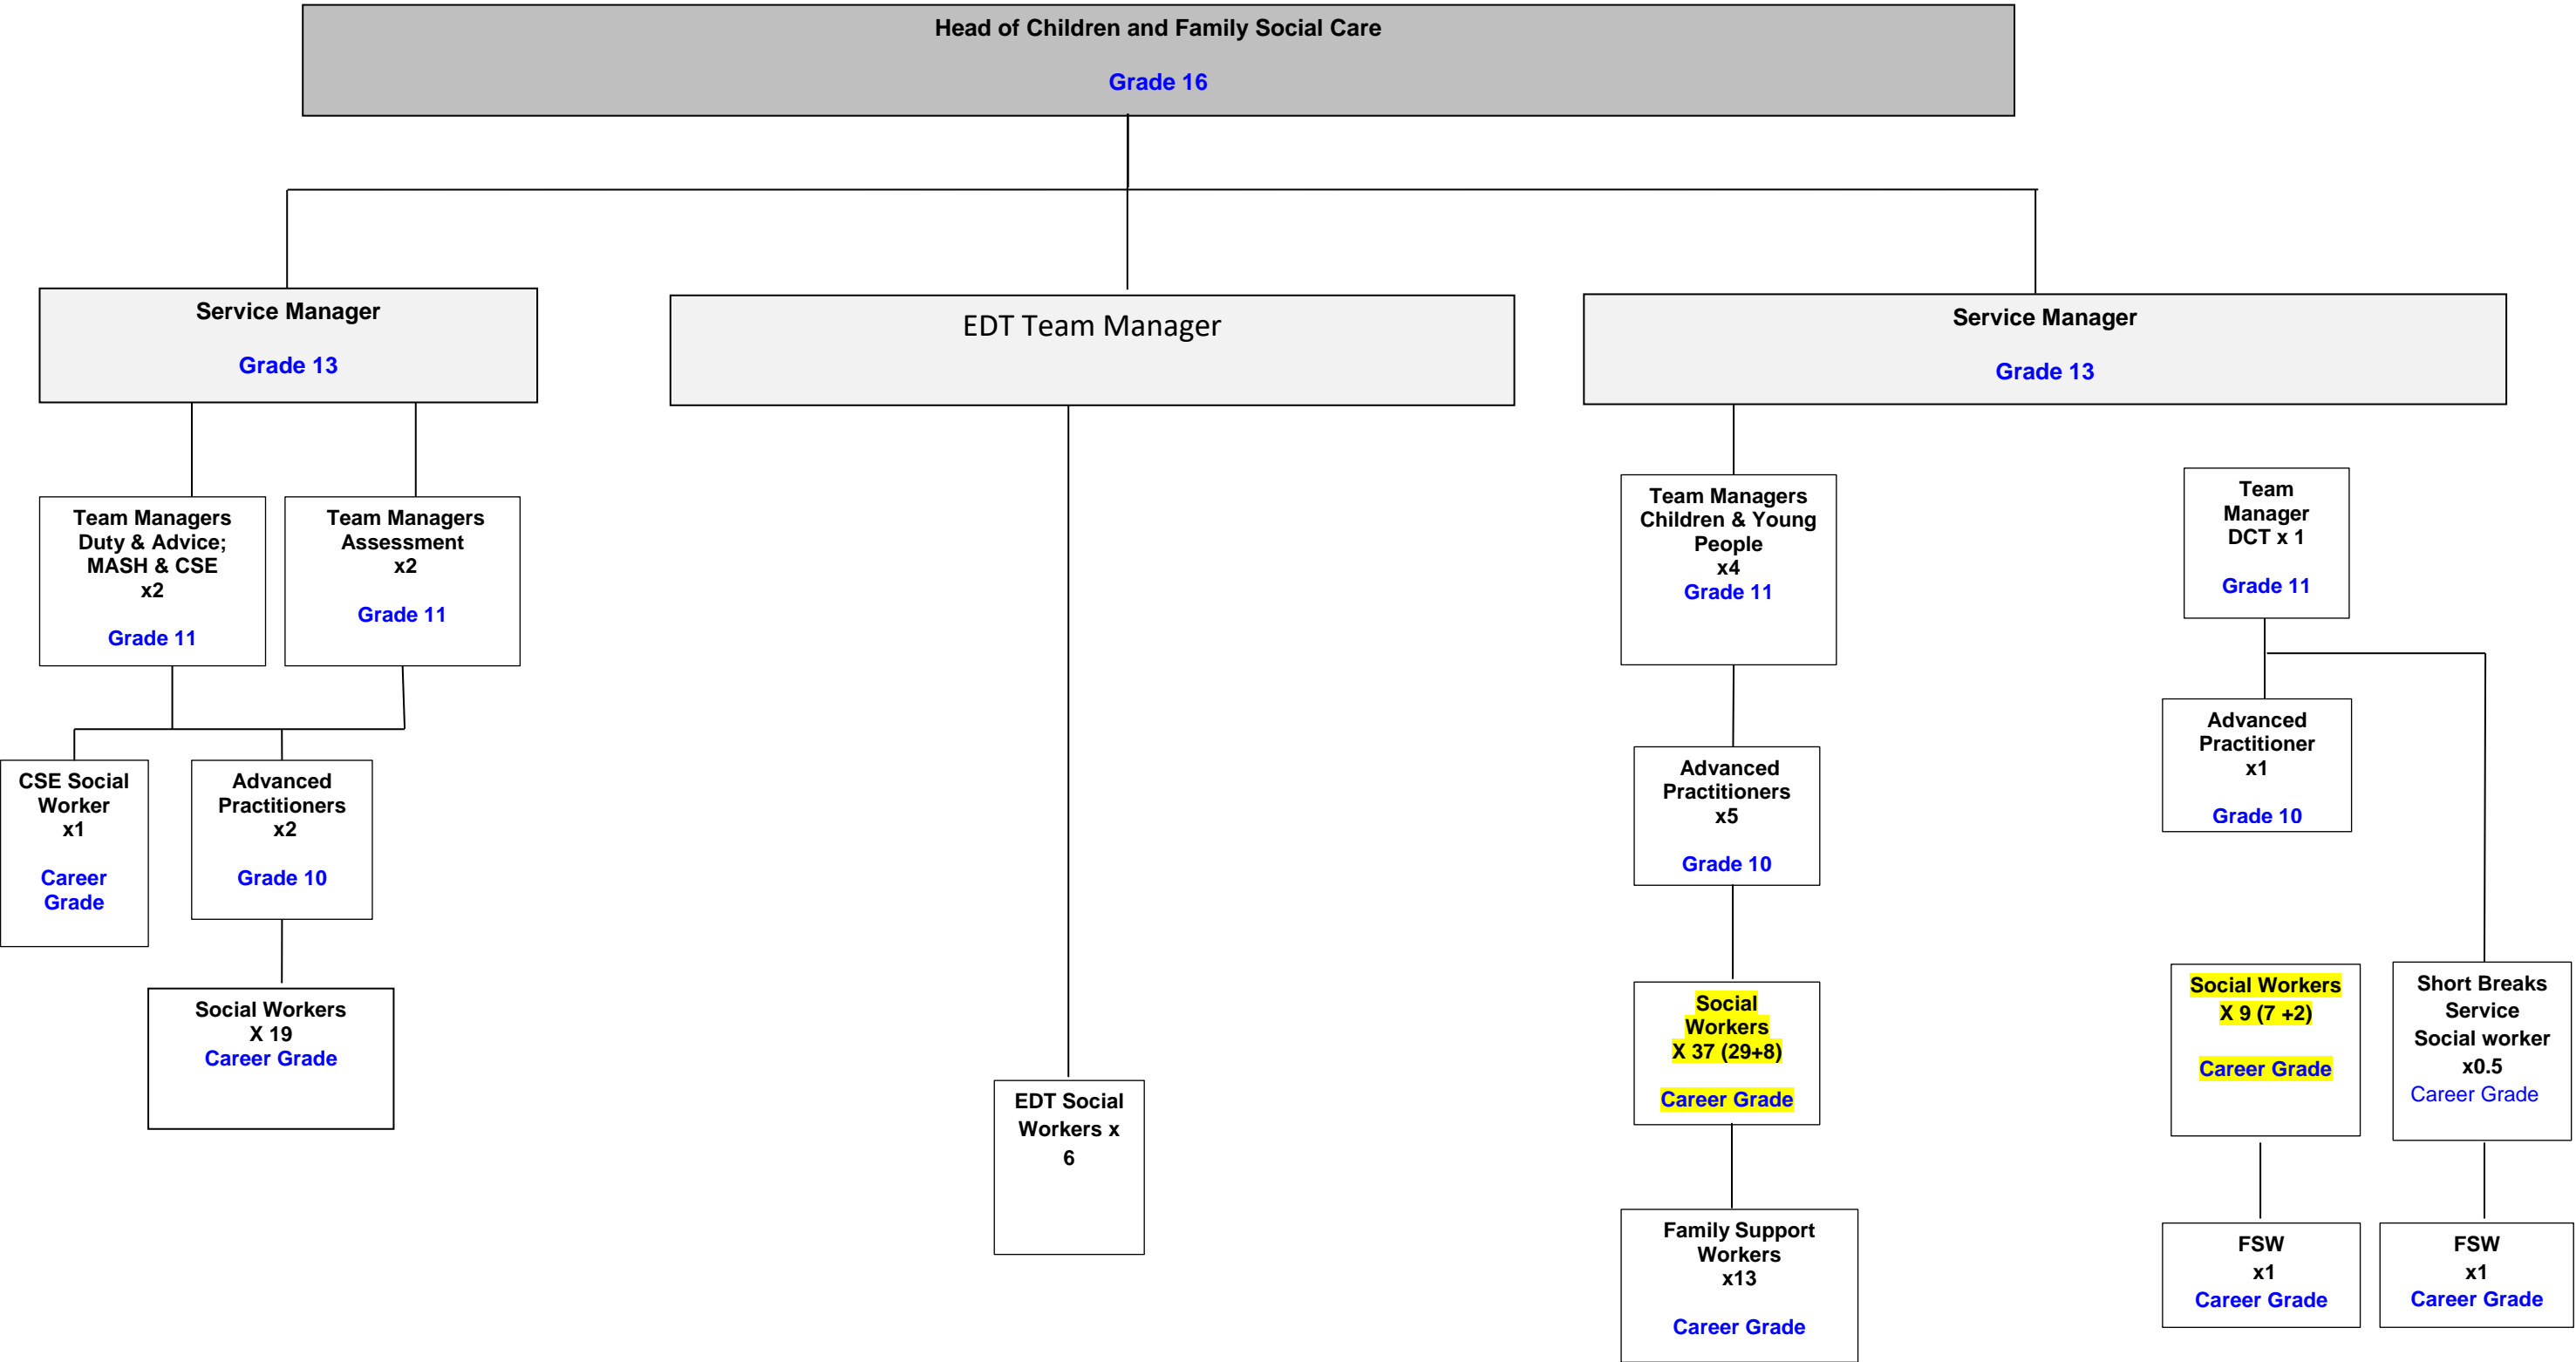 Head of Children and Family Social Care
Grade 16
Service Manager
Grade 13
EDT Team Manager
Service Manager
Grade 13
Team Managers
Duty & Advice;
MASH & CSE
x2
Grade 11
Team Managers
Assessment
x2
Grade 11
Team Managers
Children & Young
People
x4
Grade 11
Team
Manager
DCT x 1
Grade 11
CSE Social
Worker
x1
Career
Grade
Advanced
Practitioners
x2
Grade 10
Advanced
Practitioners
x5
Grade 10
Advanced
Practitioner
x1
Grade 10
Social Workers
X 19
Career Grade
EDT Social
Workers x
6
Social
Workers
X 37 (29+8)
Career Grade
Social Workers
X 9 (7 +2)
Career Grade
Short Breaks
Service
Social worker
x0.5
Career Grade
Family Support
Workers
x13
Career Grade
FSW
x1
Career Grade
FSW
x1
Career Grade